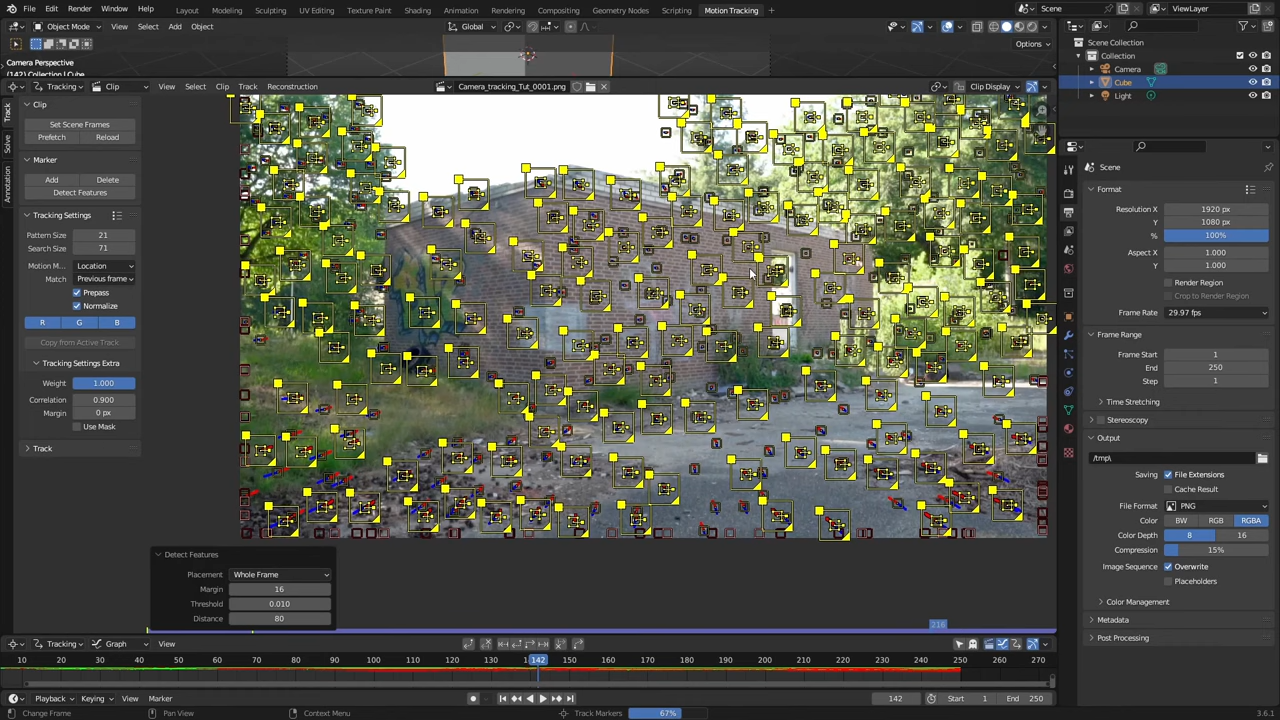 File Edit Render Window Help Layout Modeling Sculpting UV Editing Texture Paint Shading Animation Rendering Compositing Geometry Nodes Scripting Motion Tracking Scene ViewLayer
Object Mode View Select Add Object Global Options
Camera Perspective
(142) Collection | Cube
Tracking Clip View Select Clip Track Reconstruction Camera_tracking_Tut_0001.png Clip Display
Track
Solve
Annotation
Clip
Set Scene Frames
Prefetch Reload
Marker
Add Delete
Detect Features
Tracking Settings
Pattern Size 21
Search Size 71
Motion M... Location
Match Previous frame
Prepass
Normalize
R G B
Copy from Active Track
Tracking Settings Extra
Weight 1.000
Correlation 0.900
Margin 0 px
Use Mask
Track
Detect Features
Placement Whole Frame
Margin 16
Threshold 0.010
Distance 80
216
Scene Collection
Collection
Camera
Cube
Light
Scene
Format
Resolution X 1920 px
Y 1080 px
% 100%
Aspect X 1.000
Y 1.000
Render Region
Crop to Render Region
Frame Rate 29.97 fps
Frame Range
Frame Start 1
End 250
Step 1
Time Stretching
Stereoscopy
Output
/tmp\
Saving File Extensions
Cache Result
File Format PNG
Color BW RGB RGBA
Color Depth 8 16
Compression 15%
Image Sequence Overwrite
Placeholders
Color Management
Metadata
Post Processing
Tracking Graph View
10 20 30 40 50 60 70 80 90 100 110 120 130 142 150 160 170 180 190 200 210 220 230 240 250 260 270
Playback Keying View Marker 142 Start 1 End 250
Change Frame Pan View Context Menu Track Markers 67% 3.6.1